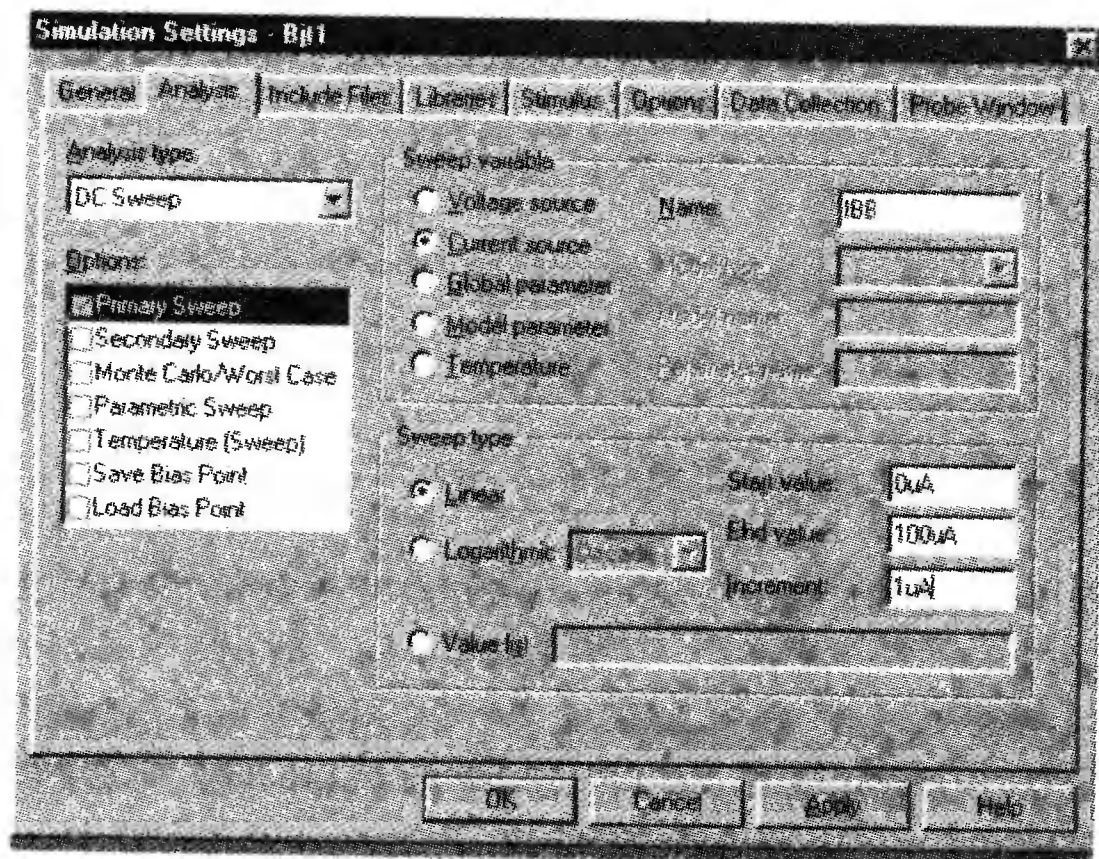 Simulation Settings - Bjt1
General Analysis Include Files Libraries Stimulus Options Data Collection Probe Window
Analysis type:
DC Sweep
Options:
Primary Sweep
Secondary Sweep
Monte Carlo/Worst Case
Parametric Sweep
Temperature (Sweep)
Save Bias Point
Load Bias Point
Sweep variable
Voltage source
Current source
Global parameter
Model parameter
Temperature
Name:
IBB
Sweep type
Linear
Logarithmic
Decade
Value list
Start value:
0uA
End value:
100uA
Increment:
1uA
OK Cancel Apply Help